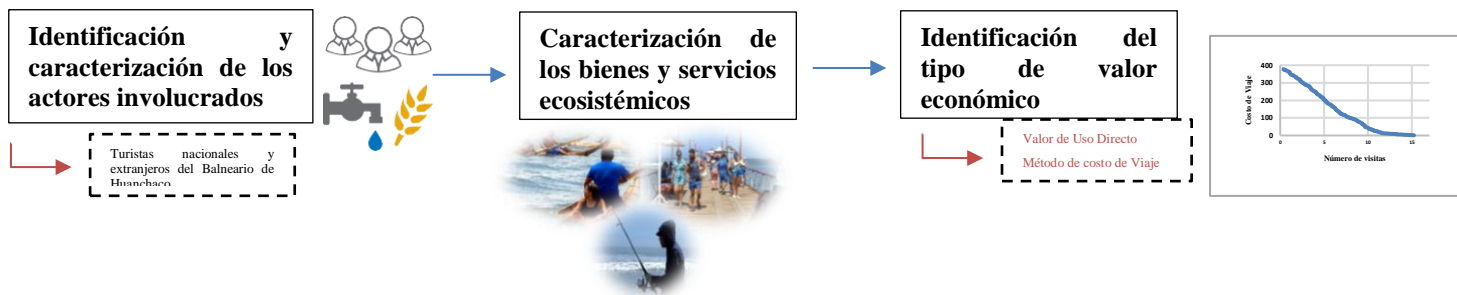 Identificación y
caracterización de los
actores involucrados
Turistas nacionales y
extranjeros del Balneario de
Huanchaco
Caracterización de
los bienes y servicios
ecosistémicos
Identificación del
tipo de valor
económico
Valor de Uso Directo
Método de costo de Viaje
Costo de Viaje
400
300
200
100
0
0 5 10 15
Número de visitas